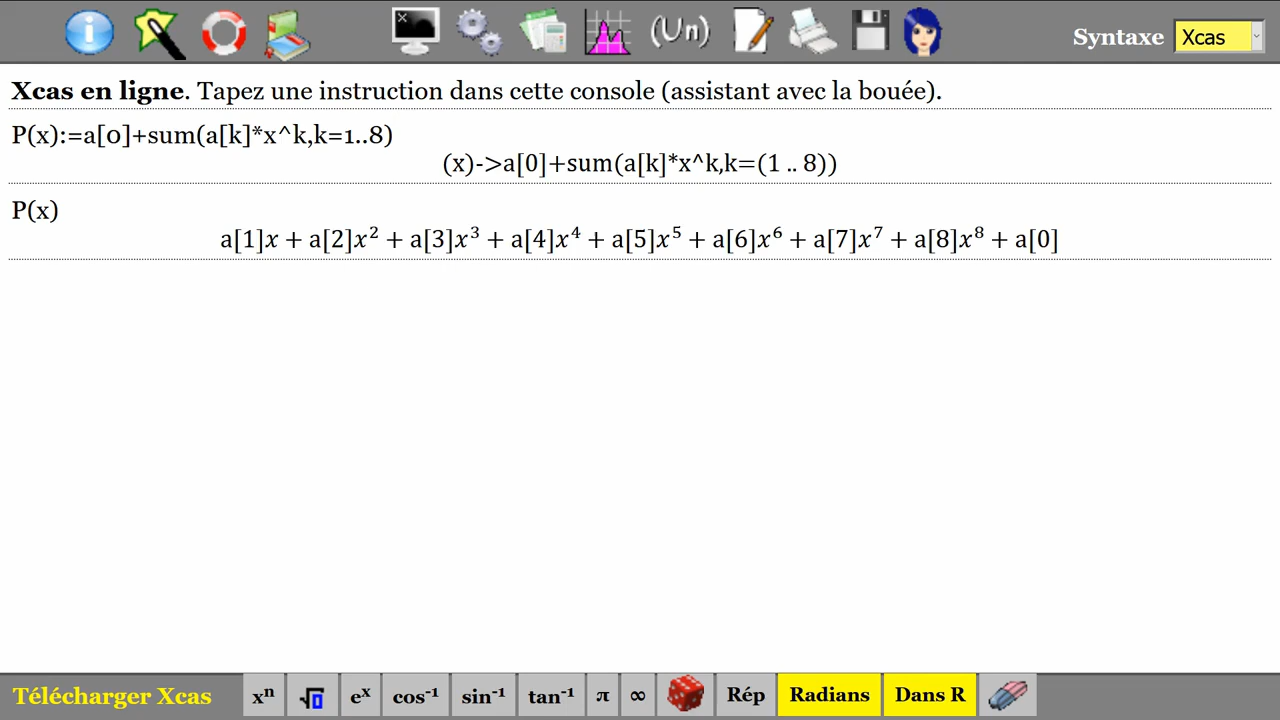 (Un)
Syntaxe Xcas
Xcas en ligne. Tapez une instruction dans cette console (assistant avec la bouée).
P(x):=a[0]+sum(a[k]*x^k,k=1..8)
(x)->a[0]+sum(a[k]*x^k,k=(1 .. 8))
P(x)
a[1]x + a[2]x² + a[3]x³ + a[4]x⁴ + a[5]x⁵ + a[6]x⁶ + a[7]x⁷ + a[8]x⁸ + a[0]
Télécharger Xcas xⁿ √0 eˣ cos⁻¹ sin⁻¹ tan⁻¹ π ∞ Rép Radians Dans R